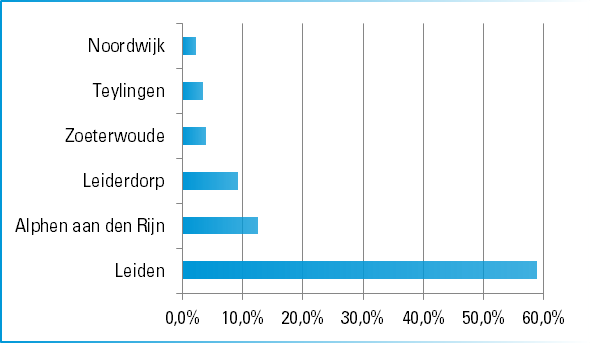 Noordwijk
Teylingen
Zoeterwoude
Leiderdorp
Alphen aan den Rijn
Leiden
0,0% 10,0% 20,0% 30,0% 40,0% 50,0% 60,0%